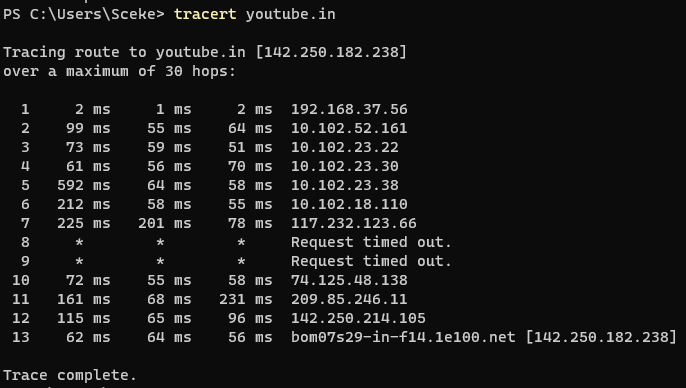 PS C:\Users\Sceke> tracert youtube.in
Tracing route to youtube.in [142.250.182.238]
over a maximum of 30 hops:
1 2 ms 1 ms 2 ms 192.168.37.56
2 99 ms 55 ms 64 ms 10.102.52.161
3 73 ms 59 ms 51 ms 10.102.23.22
4 61 ms 56 ms 70 ms 10.102.23.30
5 592 ms 64 ms 58 ms 10.102.23.38
6 212 ms 58 ms 55 ms 10.102.18.110
7 225 ms 201 ms 78 ms 117.232.123.66
8 * * * Request timed out.
9 * * * Request timed out.
10 72 ms 55 ms 58 ms 74.125.48.138
11 161 ms 68 ms 231 ms 209.85.246.11
12 115 ms 65 ms 96 ms 142.250.214.105
13 62 ms 64 ms 56 ms bom07s29-in-f14.1e100.net [142.250.182.238]
Trace complete.